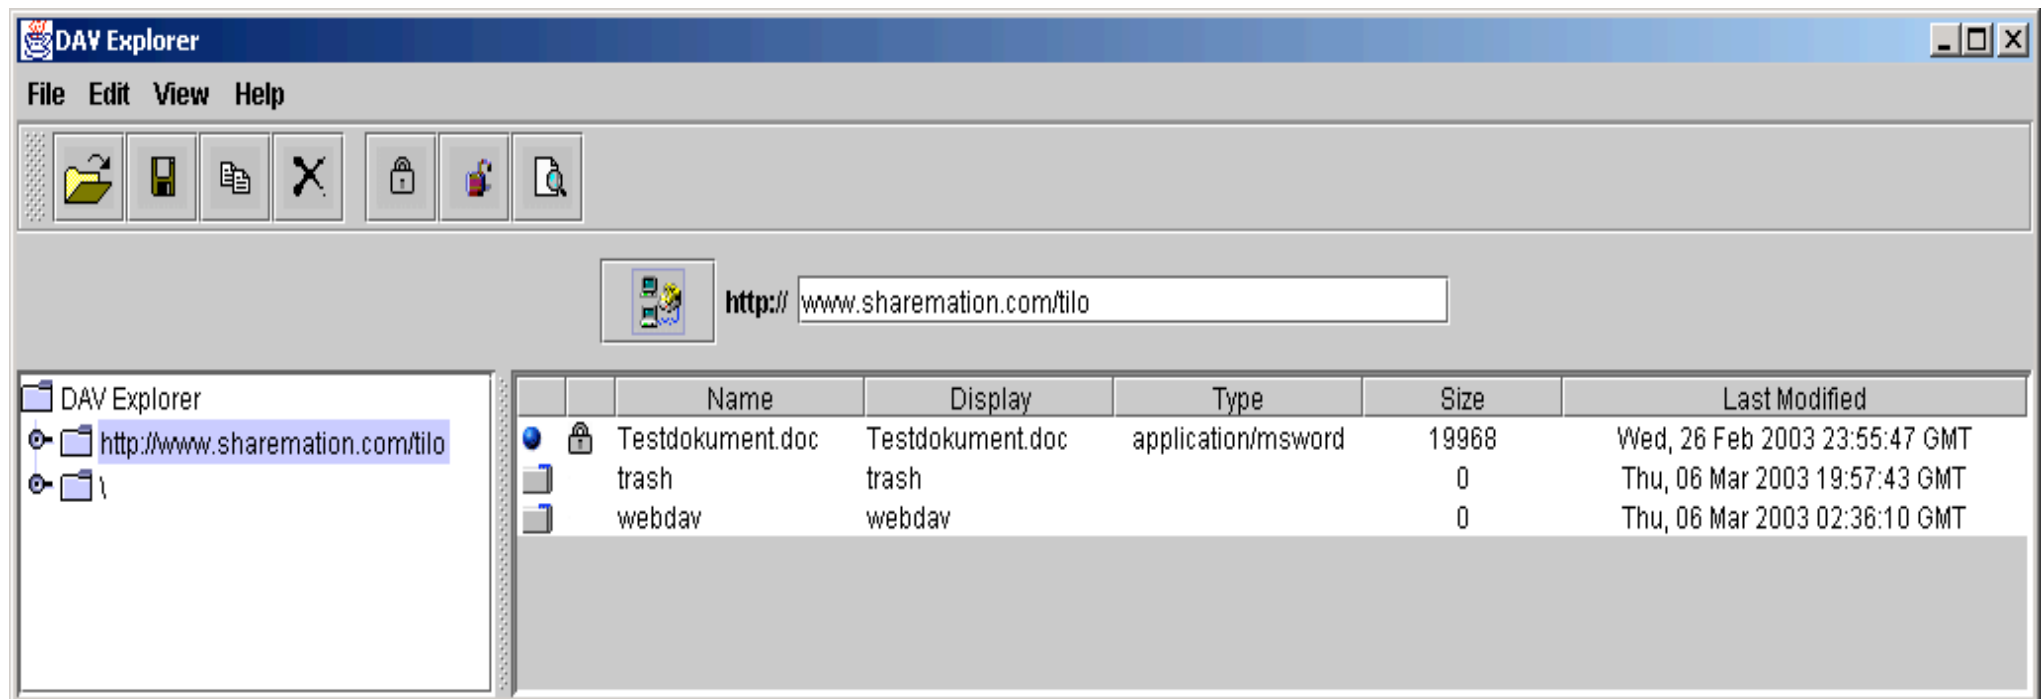 DAV Explorer
File Edit View Help
http:// www.sharemation.com/tilo
DAV Explorer
http://www.sharemation.com/tilo
\
Name Display Type Size Last Modified
Testdokument.doc Testdokument.doc application/msword 19968 Wed, 26 Feb 2003 23:55:47 GMT
trash trash 0 Thu, 06 Mar 2003 19:57:43 GMT
webdav webdav 0 Thu, 06 Mar 2003 02:36:10 GMT